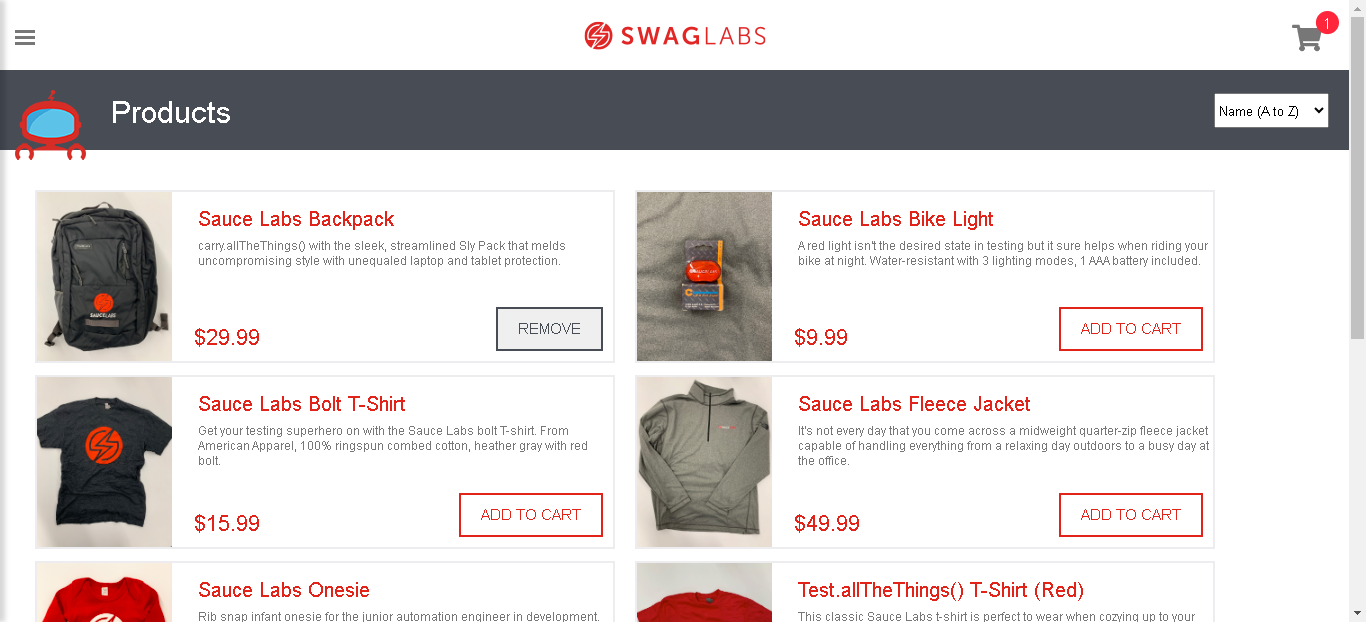 SWAGLABS
1
Products
Name (A to Z)
Sauce Labs Backpack
carry.allTheThings() with the sleek, streamlined Sly Pack that melds
uncompromising style with unequaled laptop and tablet protection.
$29.99
REMOVE
SAUCELABS
Sauce Labs Bike Light
A red light isn't the desired state in testing but it sure helps when riding your
bike at night. Water-resistant with 3 lighting modes, 1 AAA battery included.
$9.99
ADD TO CART
Sauce Labs Bolt T-Shirt
Get your testing superhero on with the Sauce Labs bolt T-shirt. From
American Apparel, 100% ringspun combed cotton, heather gray with red
bolt.
$15.99
ADD TO CART
Sauce Labs Fleece Jacket
It's not every day that you come across a midweight quarter-zip fleece jacket
capable of handling everything from a relaxing day outdoors to a busy day at
the office.
$49.99
ADD TO CART
Sauce Labs Onesie
Rib snap infant onesie for the junior automation engineer in development.
Test.allTheThings() T-Shirt (Red)
This classic Sauce Labs t-shirt is perfect to wear when cozying up to your